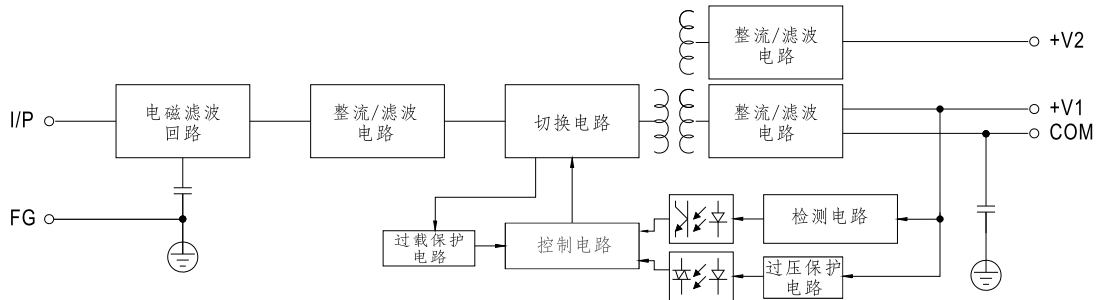 整流/滤波
电路
+V2
I/P
电磁滤波
回路
整流/滤波
电路
切换电路
整流/滤波
电路
+V1
COM
FG
过载保护
电路
控制电路
检测电路
过压保护
电路